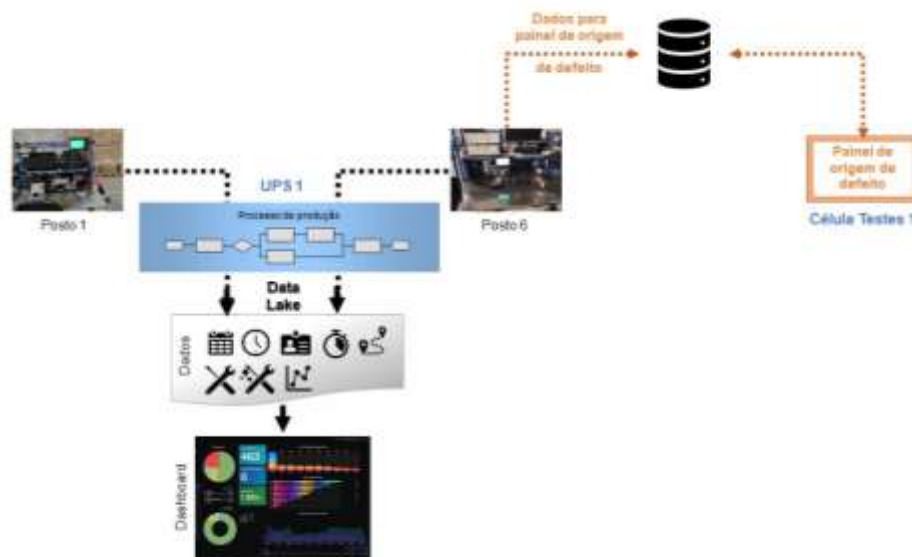 Dados para
painel de origem
de defeito
Painel de
origem de
defeito
UPS 1
Processo de produção
Posto 1
Posto 6
Célula Testes 1
Data
Lake
Dados
Dashboard
463